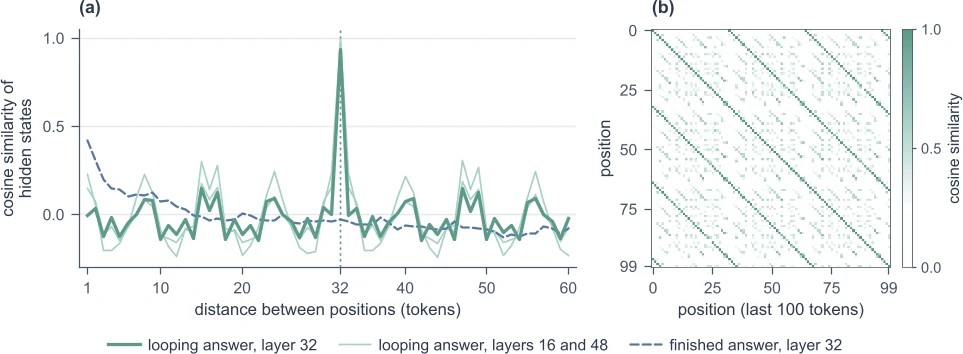 (a)
(b)
cosine similarity of
hidden states
1.0
0.5
0.0
1
10
20
32
40
50
60
distance between positions (tokens)
position
0
25
50
75
99
0
25
50
75
99
position (last 100 tokens)
1.0
0.5
0.0
cosine similarity
looping answer, layer 32
looping answer, layers 16 and 48
finished answer, layer 32